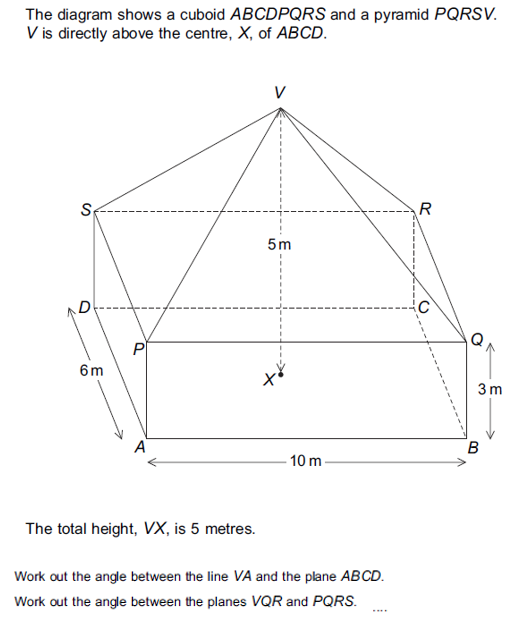 The diagram shows a cuboid ABCDPQRS and a pyramid PQRSV.
V is directly above the centre, X, of ABCD.
V
S
R
5 m
D
C
P
Q
6 m
X
3 m
A
B
10 m
The total height, VX, is 5 metres.
Work out the angle between the line VA and the plane ABCD.
Work out the angle between the planes VQR and PQRS.
....